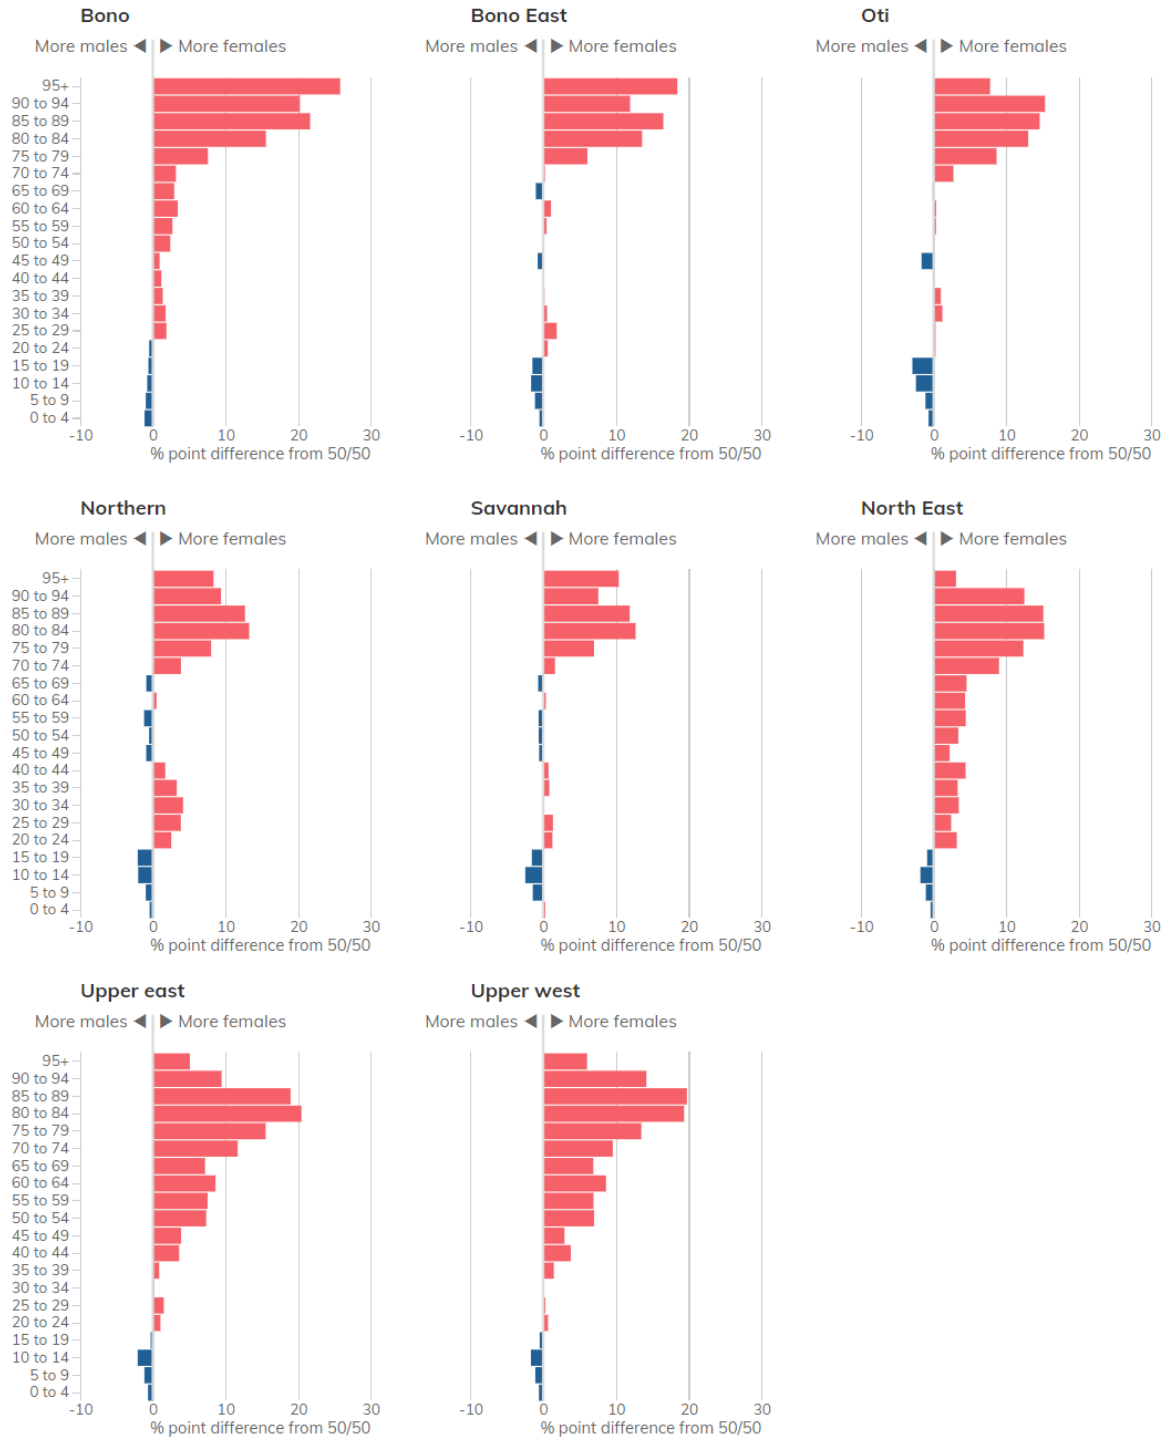 Bono
Bono East
Oti
More males ◀ ▶ More females
More males ◀ ▶ More females
More males ◀ ▶ More females
95+
90 to 94
85 to 89
80 to 84
75 to 79
70 to 74
65 to 69
60 to 64
55 to 59
50 to 54
45 to 49
40 to 44
35 to 39
30 to 34
25 to 29
20 to 24
15 to 19
10 to 14
5 to 9
0 to 4
-10 0 10 20 30
-10 0 10 20 30
-10 0 10 20 30
% point difference from 50/50
% point difference from 50/50
% point difference from 50/50
Northern
Savannah
North East
More males ◀ ▶ More females
More males ◀ ▶ More females
More males ◀ ▶ More females
95+
90 to 94
85 to 89
80 to 84
75 to 79
70 to 74
65 to 69
60 to 64
55 to 59
50 to 54
45 to 49
40 to 44
35 to 39
30 to 34
25 to 29
20 to 24
15 to 19
10 to 14
5 to 9
0 to 4
-10 0 10 20 30
-10 0 10 20 30
-10 0 10 20 30
% point difference from 50/50
% point difference from 50/50
% point difference from 50/50
Upper east
Upper west
More males ◀ ▶ More females
More males ◀ ▶ More females
95+
90 to 94
85 to 89
80 to 84
75 to 79
70 to 74
65 to 69
60 to 64
55 to 59
50 to 54
45 to 49
40 to 44
35 to 39
30 to 34
25 to 29
20 to 24
15 to 19
10 to 14
5 to 9
0 to 4
-10 0 10 20 30
-10 0 10 20 30
% point difference from 50/50
% point difference from 50/50